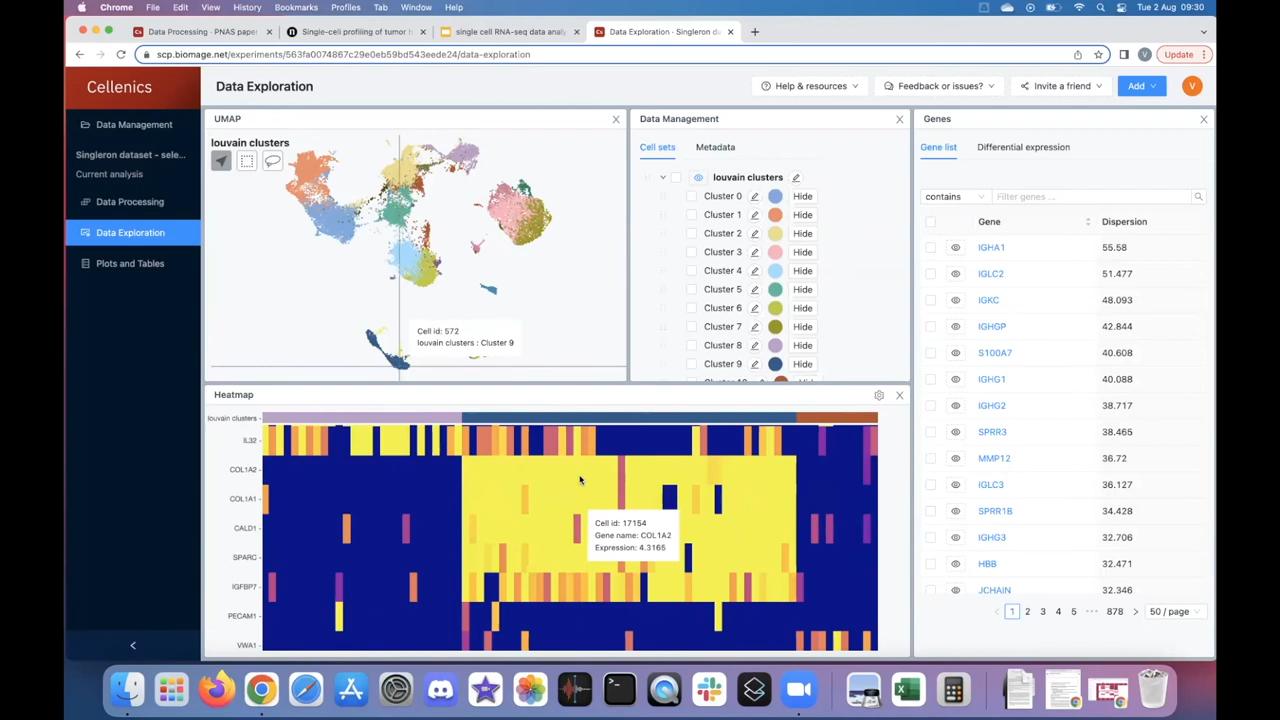 Chrome File Edit View History Bookmarks Profiles Tab Window Help Tue 2 Aug 09:30
Data Processing - PNAS paper Single-cell profiling of tumor h single cell RNA-seq data analy Data Exploration - Singleron da
scp.biomage.net/experiments/563fa0074867c29e0eb59bd543eede24/data-exploration
V
Update
Cellenics
Data Exploration
Help & resources
Feedback or issues?
Invite a friend
Add
V
Data Management
Singleron dataset - sele...
Current analysis
Data Processing
Data Exploration
Plots and Tables
UMAP
louvain clusters
Cell id: 572
louvain clusters : Cluster 9
Data Management
Cell sets Metadata
louvain clusters
Cluster 0 Hide
Cluster 1 Hide
Cluster 2 Hide
Cluster 3 Hide
Cluster 4 Hide
Cluster 5 Hide
Cluster 6 Hide
Cluster 7 Hide
Cluster 8 Hide
Cluster 9 Hide
Heatmap
louvain clusters
IL32
COL1A2
COL1A1
CALD1
SPARC
IGFBP7
PECAM1
VWA1
Cell id: 17154
Gene name: COL1A2
Expression: 4.3165
Genes
Gene list Differential expression
contains Filter genes ...
Gene Dispersion
IGHA1 55.58
IGLC2 51.477
IGKC 48.093
IGHGP 42.844
S100A7 40.608
IGHG1 40.088
IGHG2 38.717
SPRR3 38.465
MMP12 36.72
IGLC3 36.127
SPRR1B 34.428
IGHG3 32.706
HBB 32.471
JCHAIN 32.346
1 2 3 4 5 ••• 878 50 / page